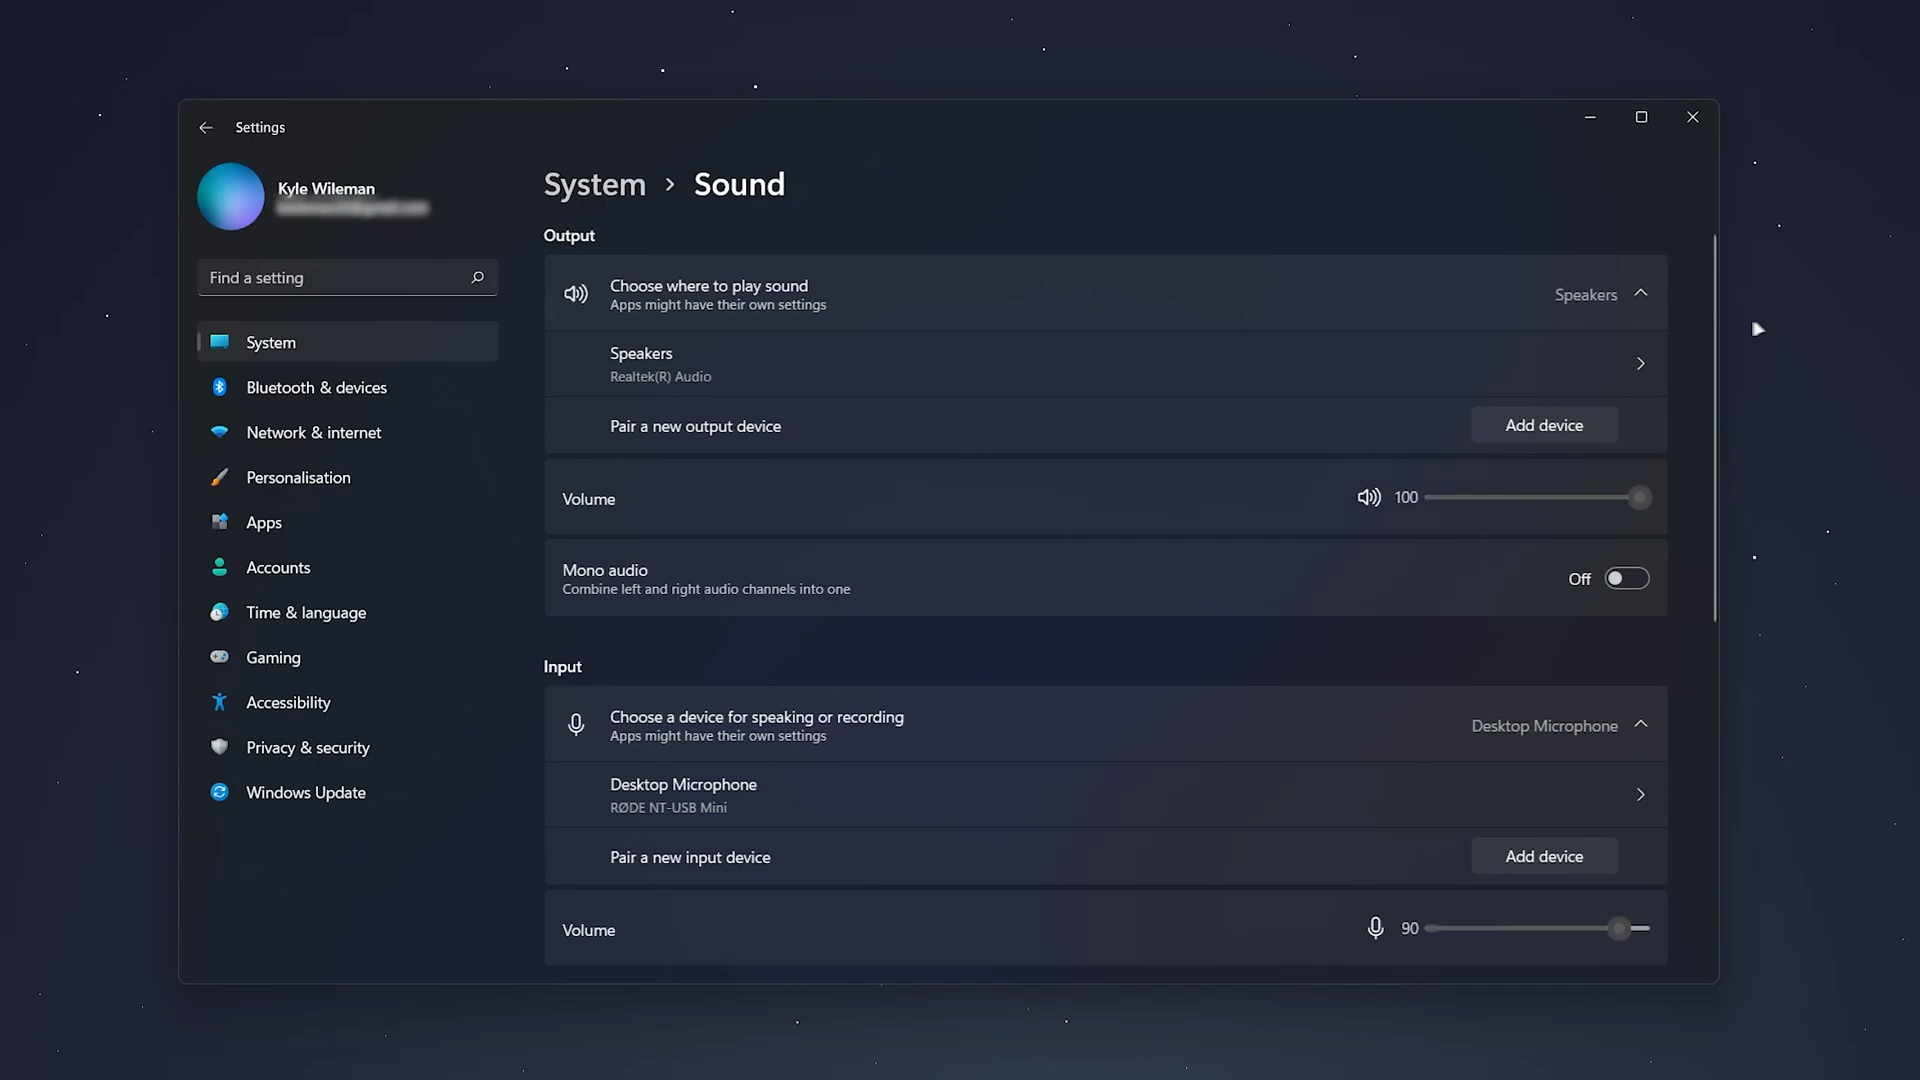 Settings
Kyle Wileman
Find a setting
System
Bluetooth & devices
Network & internet
Personalisation
Apps
Accounts
Time & language
Gaming
Accessibility
Privacy & security
Windows Update
System › Sound
Output
Choose where to play sound
Apps might have their own settings
Speakers
Speakers
Realtek(R) Audio
Pair a new output device
Add device
Volume
100
Mono audio
Combine left and right audio channels into one
Off
Input
Choose a device for speaking or recording
Apps might have their own settings
Desktop Microphone
Desktop Microphone
RØDE NT-USB Mini
Pair a new input device
Add device
Volume
90